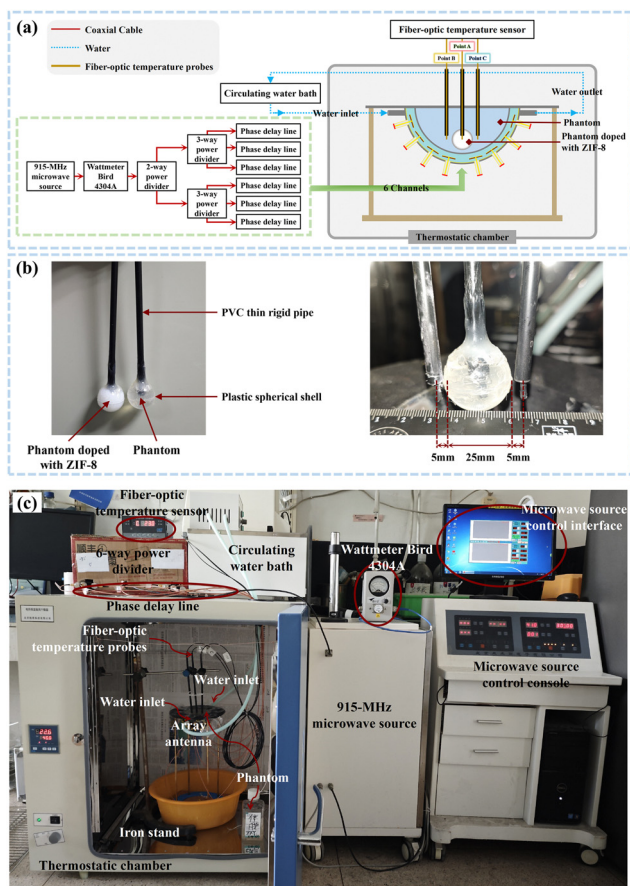 (a)
Coaxial Cable
Water
Fiber-optic temperature probes
Fiber-optic temperature sensor
Point A
Point B
Point C
Circulating water bath
Water inlet
Water outlet
Phantom
Phantom doped
with ZIF-8
915-MHz
microwave
source
Wattmeter
Bird
4304A
2-way
power
divider
3-way
power
divider
3-way
power
divider
Phase delay line
Phase delay line
Phase delay line
Phase delay line
Phase delay line
Phase delay line
6 Channels
Thermostatic chamber
(b)
PVC thin rigid pipe
Plastic spherical shell
Phantom doped
with ZIF-8
Phantom
5mm
25mm
5mm
(c)
Fiber-optic
temperature sensor
6-way power
divider
Circulating
water bath
Wattmeter Bird
4304A
Microwave source
control interface
Phase delay line
Fiber-optic
temperature probes
Water inlet
Water inlet
Array
antenna
Phantom
Iron stand
Thermostatic chamber
915-MHz
microwave source
Microwave source
control console